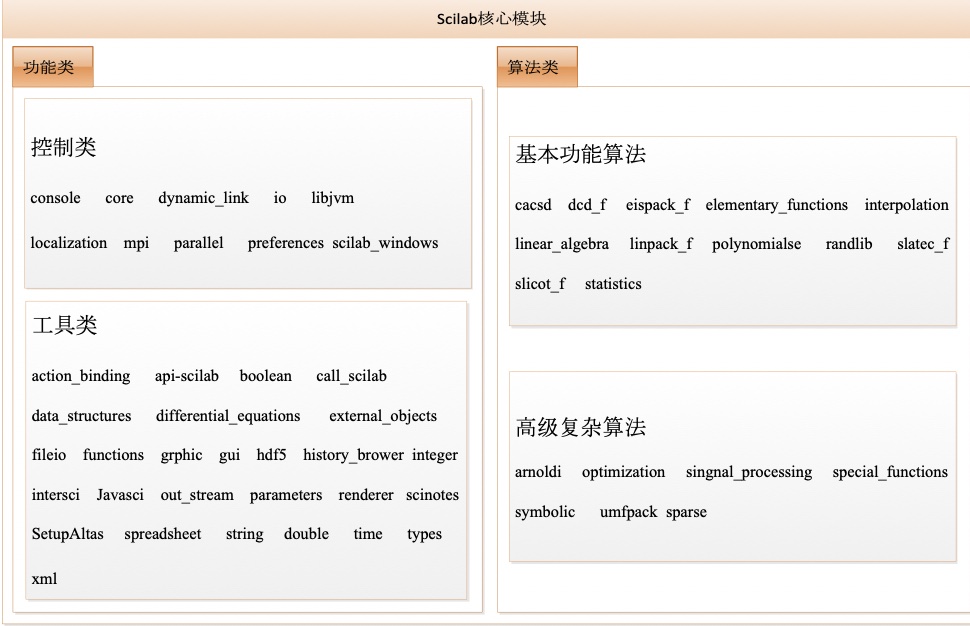 Scilab核心模块
功能类
控制类
console core dynamic_link io libjvm
localization mpi parallel preferences scilab_windows
工具类
action_binding api-scilab boolean call_scilab
data_structures differential_equations external_objects
fileio functions grphic gui hdf5 history_brower integer
intersci Javasci out_stream parameters renderer scinotes
SetupAltas spreadsheet string double time types
xml
算法类
基本功能算法
cacsd dcd_f eispack_f elementary_functions interpolation
linear_algebra linpack_f polynomialse randlib slatec_f
slicot_f statistics
高级复杂算法
arnoldi optimization singnal_processing special_functions
symbolic umfpack sparse